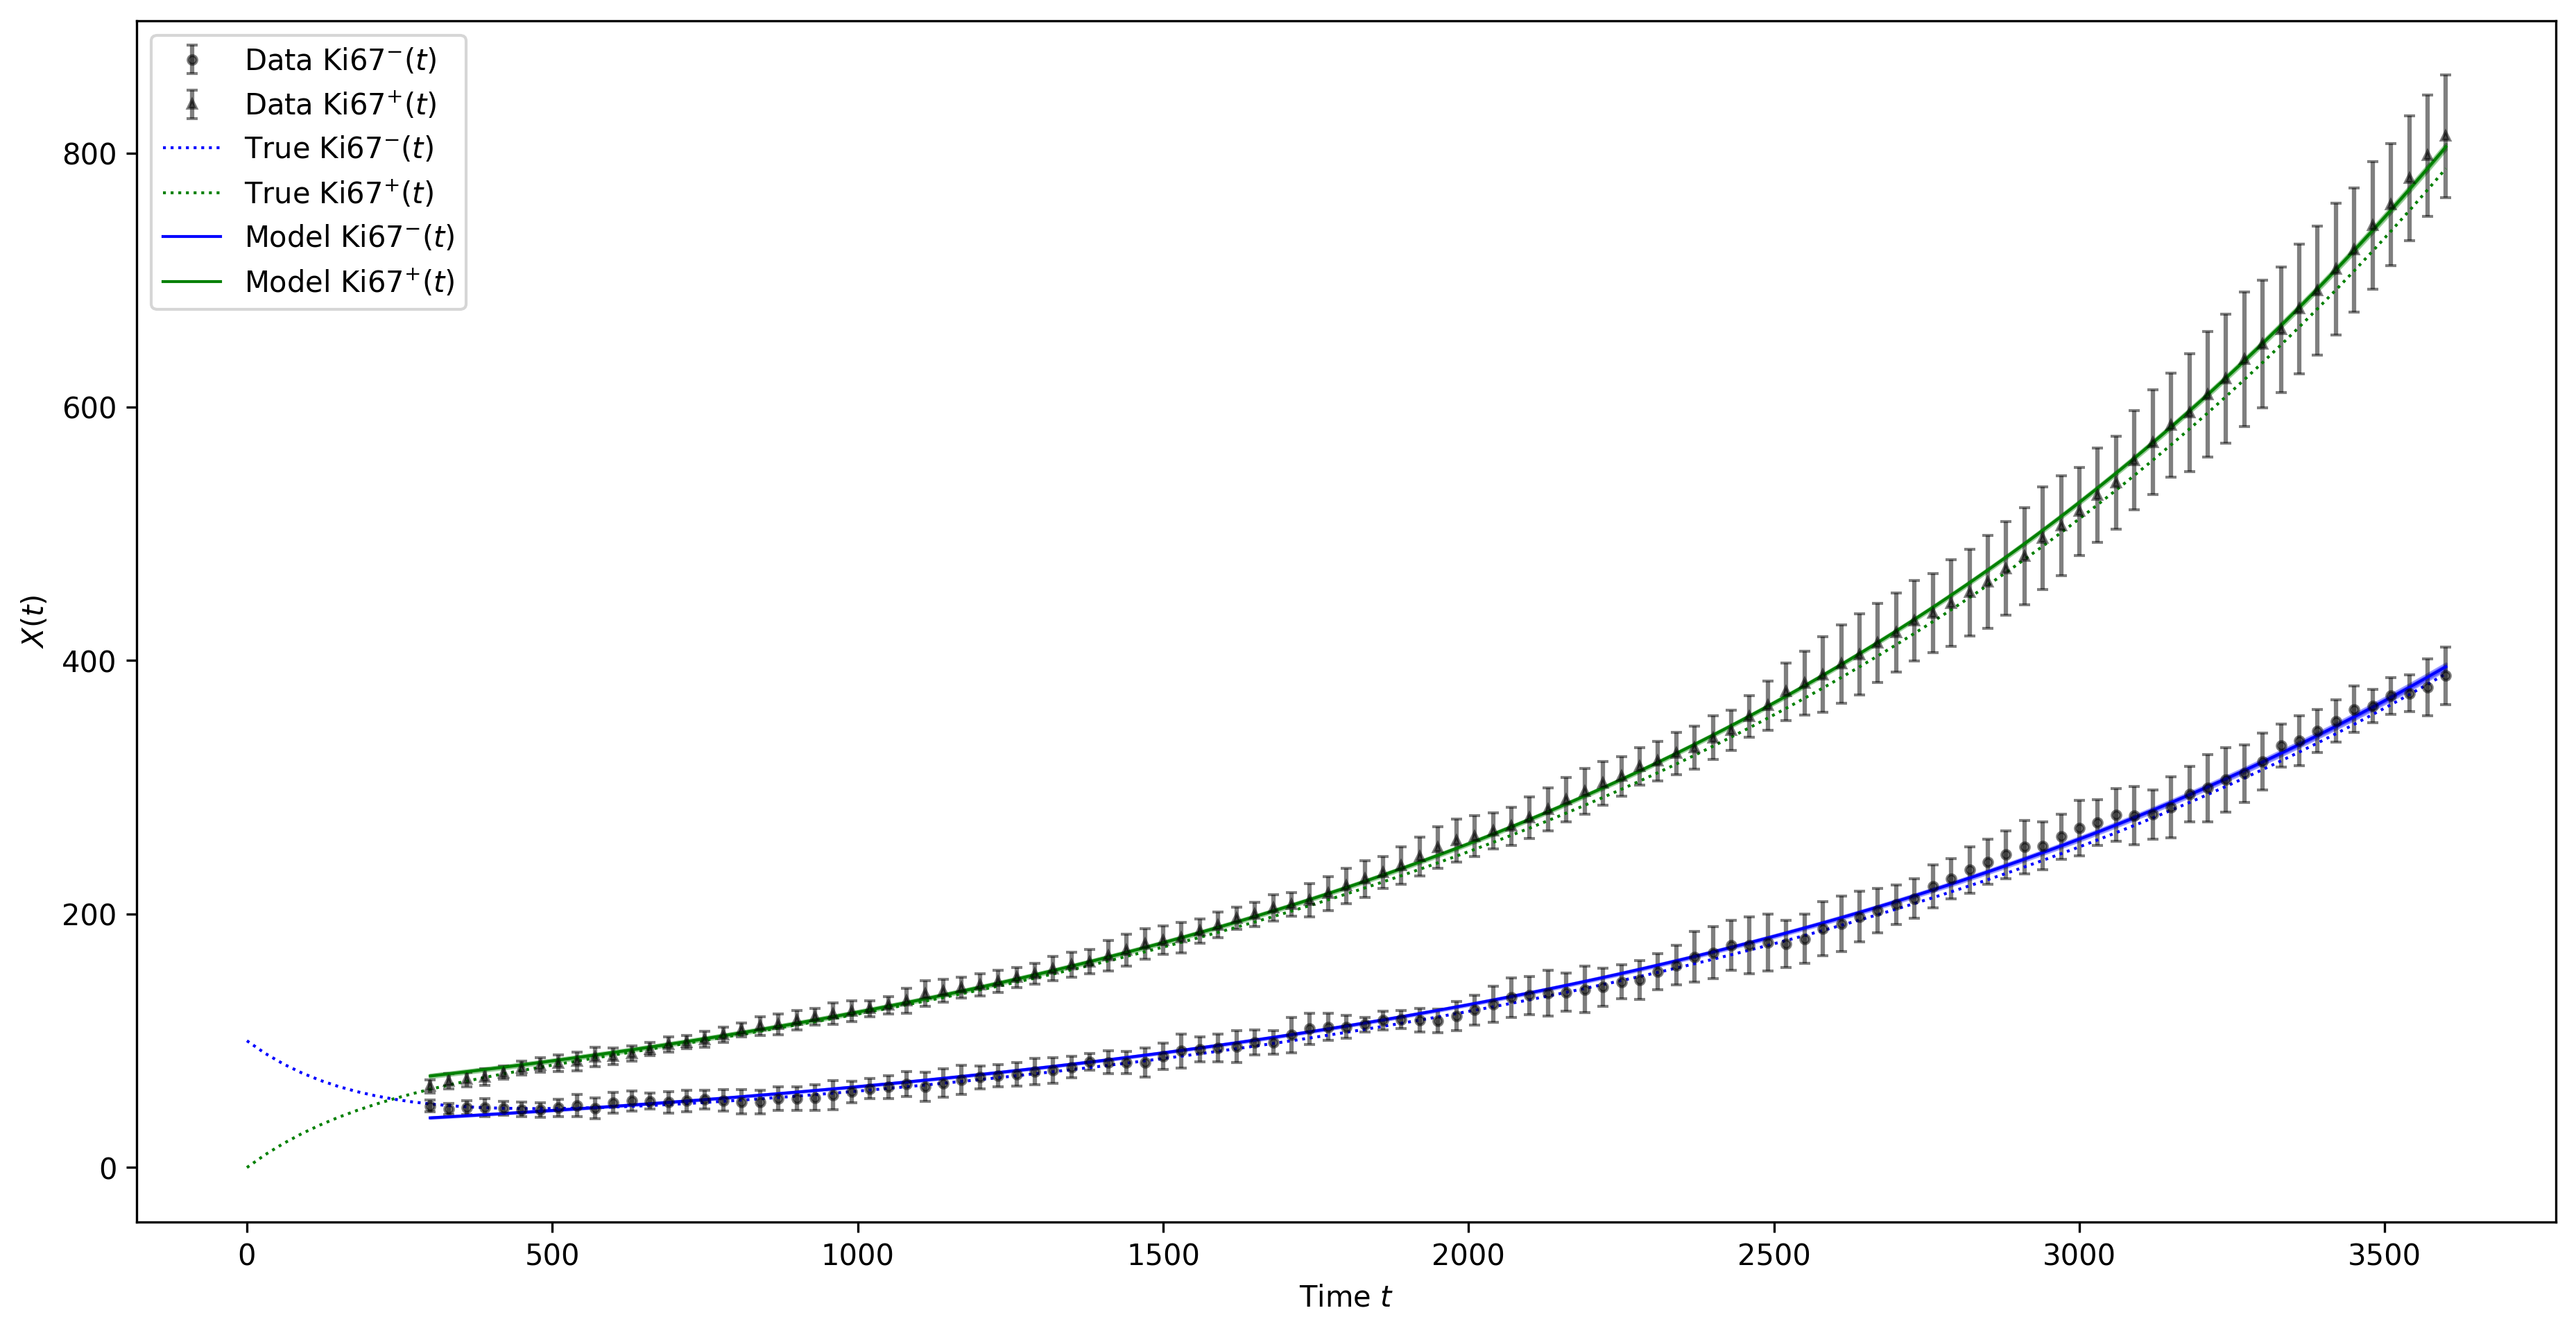 Data Ki67⁻(t)
Data Ki67⁺(t)
True Ki67⁻(t)
True Ki67⁺(t)
Model Ki67⁻(t)
Model Ki67⁺(t)
800
600
400
200
0
X(t)
0 500 1000 1500 2000 2500 3000 3500
Time t